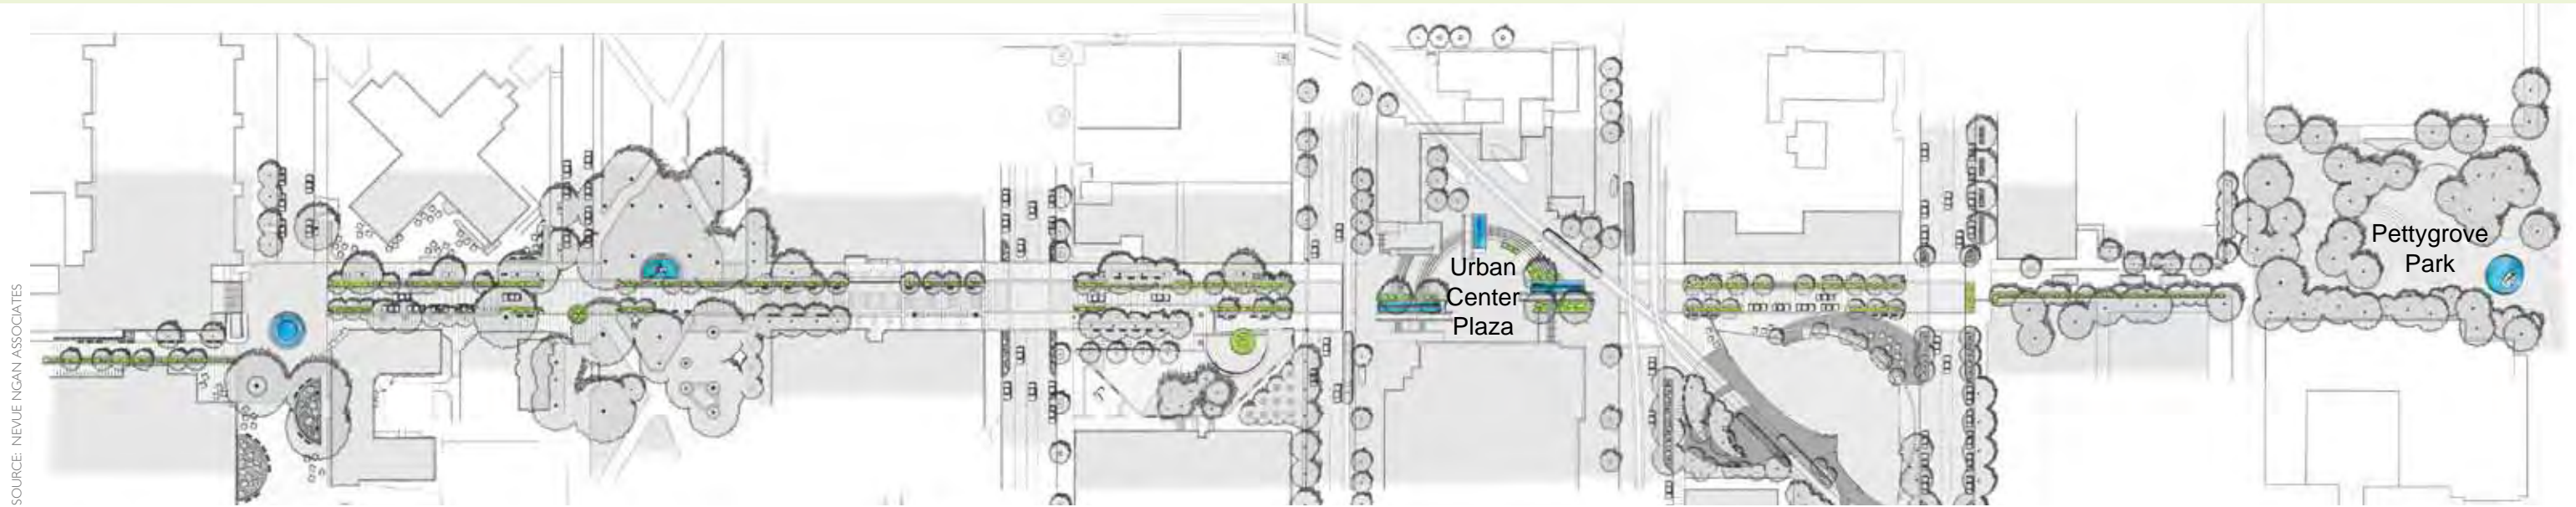 SOURCE: NEVUE NGAN ASSOCIATES
Urban
Center
Plaza
Pettygrove
Park